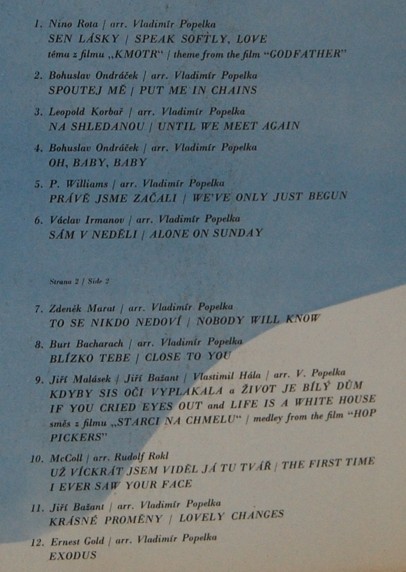 1. Nino Rota / arr. Vladimír Popelka
SEN LÁSKY / SPEAK SOFTLY, LOVE
téma z filmu „KMOTR“ / theme from the film “GODFATHER”
2. Bohuslav Ondráček / arr. Vladimír Popelka
SPOUTEJ MĚ / PUT ME IN CHAINS
3. Leopold Korbař / arr. Vladimír Popelka
NA SHLEDANOU / UNTIL WE MEET AGAIN
4. Bohuslav Ondráček / arr. Vladimír Popelka
OH, BABY, BABY
5. P. Williams / arr. Vladimír Popelka
PRÁVĚ JSME ZAČALI / WE'VE ONLY JUST BEGUN
6. Václav Irmanov / arr. Vladimír Popelka
SÁM V NEDĚLI / ALONE ON SUNDAY
Strana 2 / Side 2
7. Zdeněk Marat / arr. Vladimír Popelka
TO SE NIKDO NEDOVÍ / NOBODY WILL KNOW
8. Burt Bacharach / arr. Vladimír Popelka
BLÍZKO TEBE / CLOSE TO YOU
9. Jiří Malásek / Jiří Bažant / Vlastimil Hála / arr. V. Popelka
KDYBY SIS OČI VYPLAKALA a ŽIVOT JE BÍLÝ DŮM
IF YOU CRIED EYES OUT and LIFE IS A WHITE HOUSE
směs z filmu „STARCI NA CHMELU“ / medley from the film “HOP
PICKERS”
10. McColl / arr. Rudolf Rokl
UŽ VÍCKRÁT JSEM VIDĚL JÁ TU TVÁŘ / THE FIRST TIME
I EVER SAW YOUR FACE
11. Jiří Bažant / arr. Vladimír Popelka
KRÁSNÉ PROMĚNY / LOVELY CHANGES
12. Ernest Gold / arr. Vladimír Popelka
EXODUS